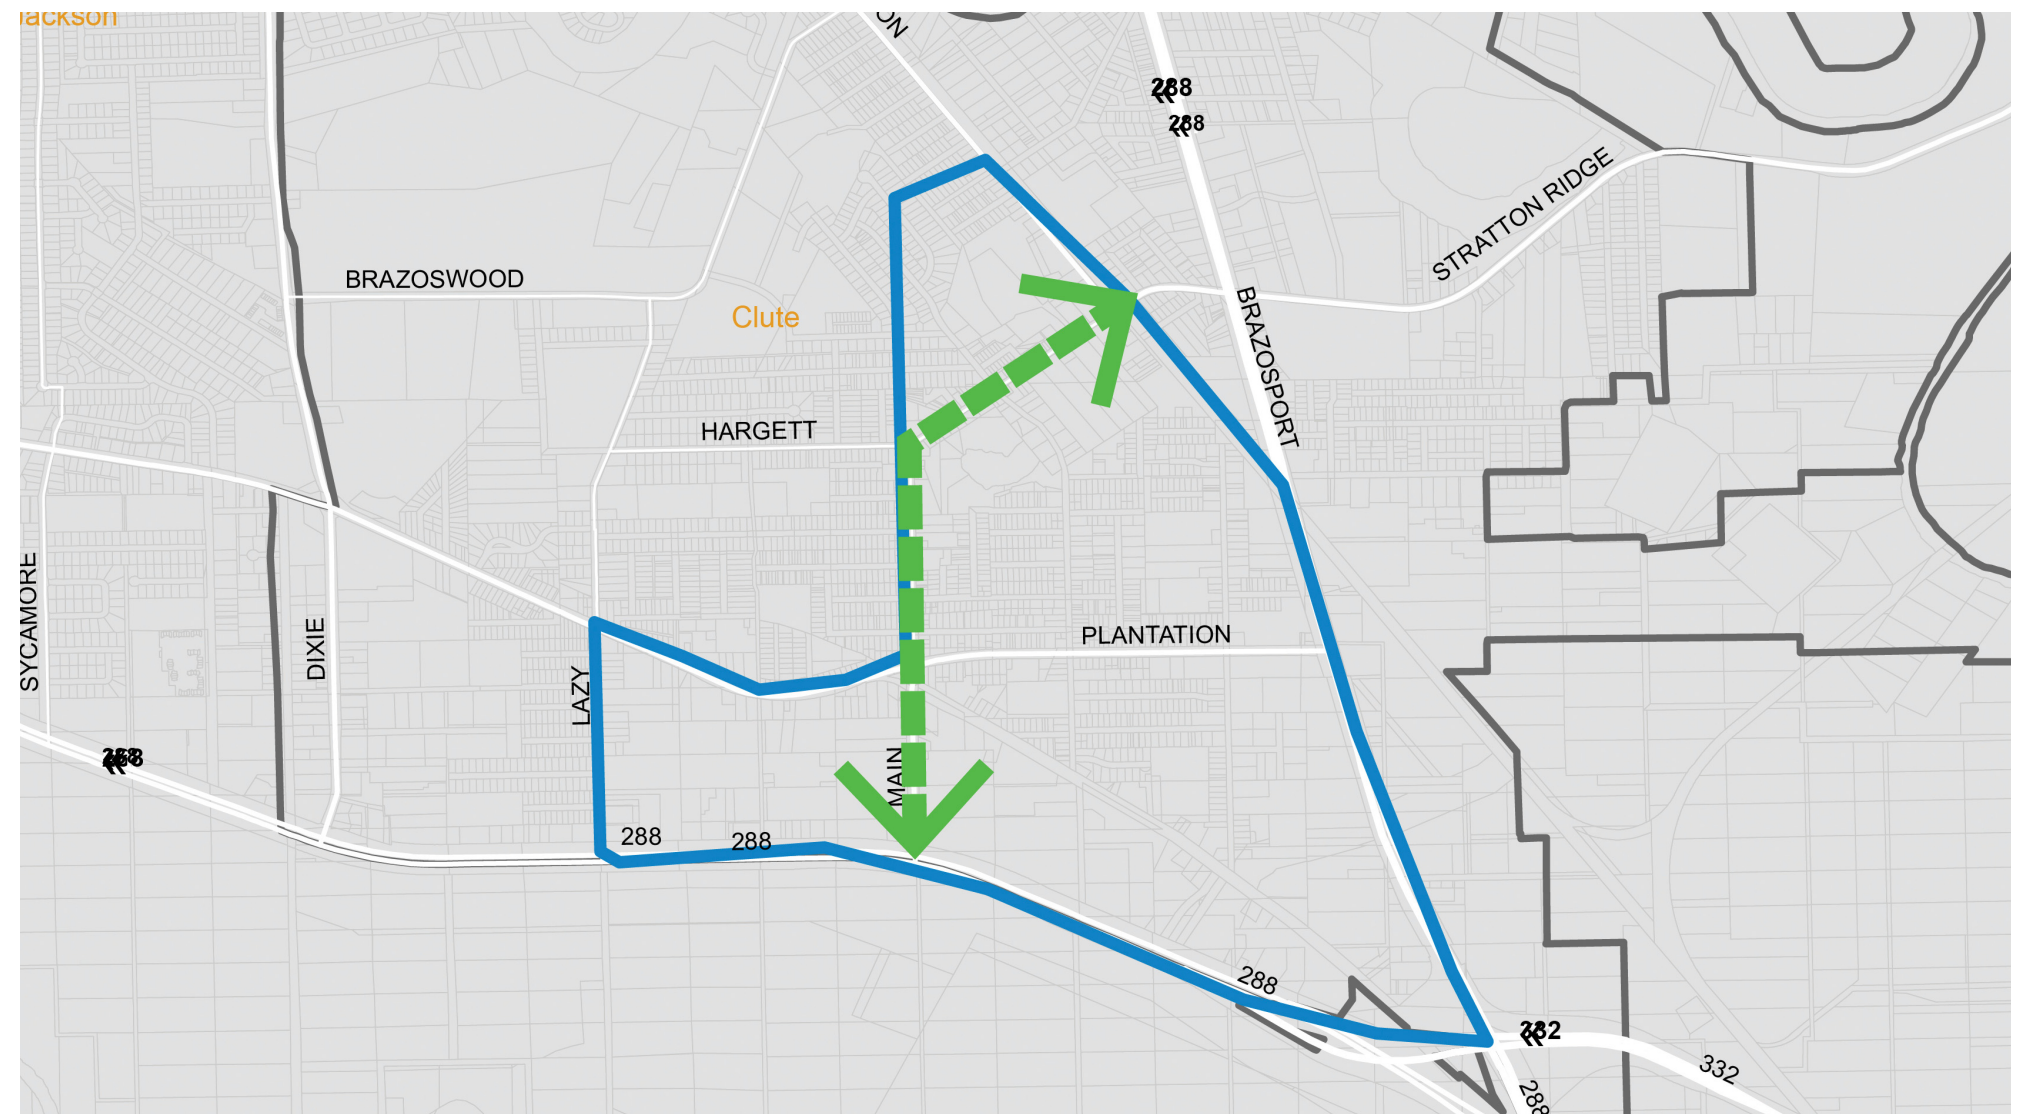 Jackson
ON
288
288
STRATTON RIDGE
BRAZOSWOOD
Clute
BRAZOSPORT
HARGETT
SYCAMORE
DIXIE
PLANTATION
LAZY
MAIN
288
288
288
288
332
332
288